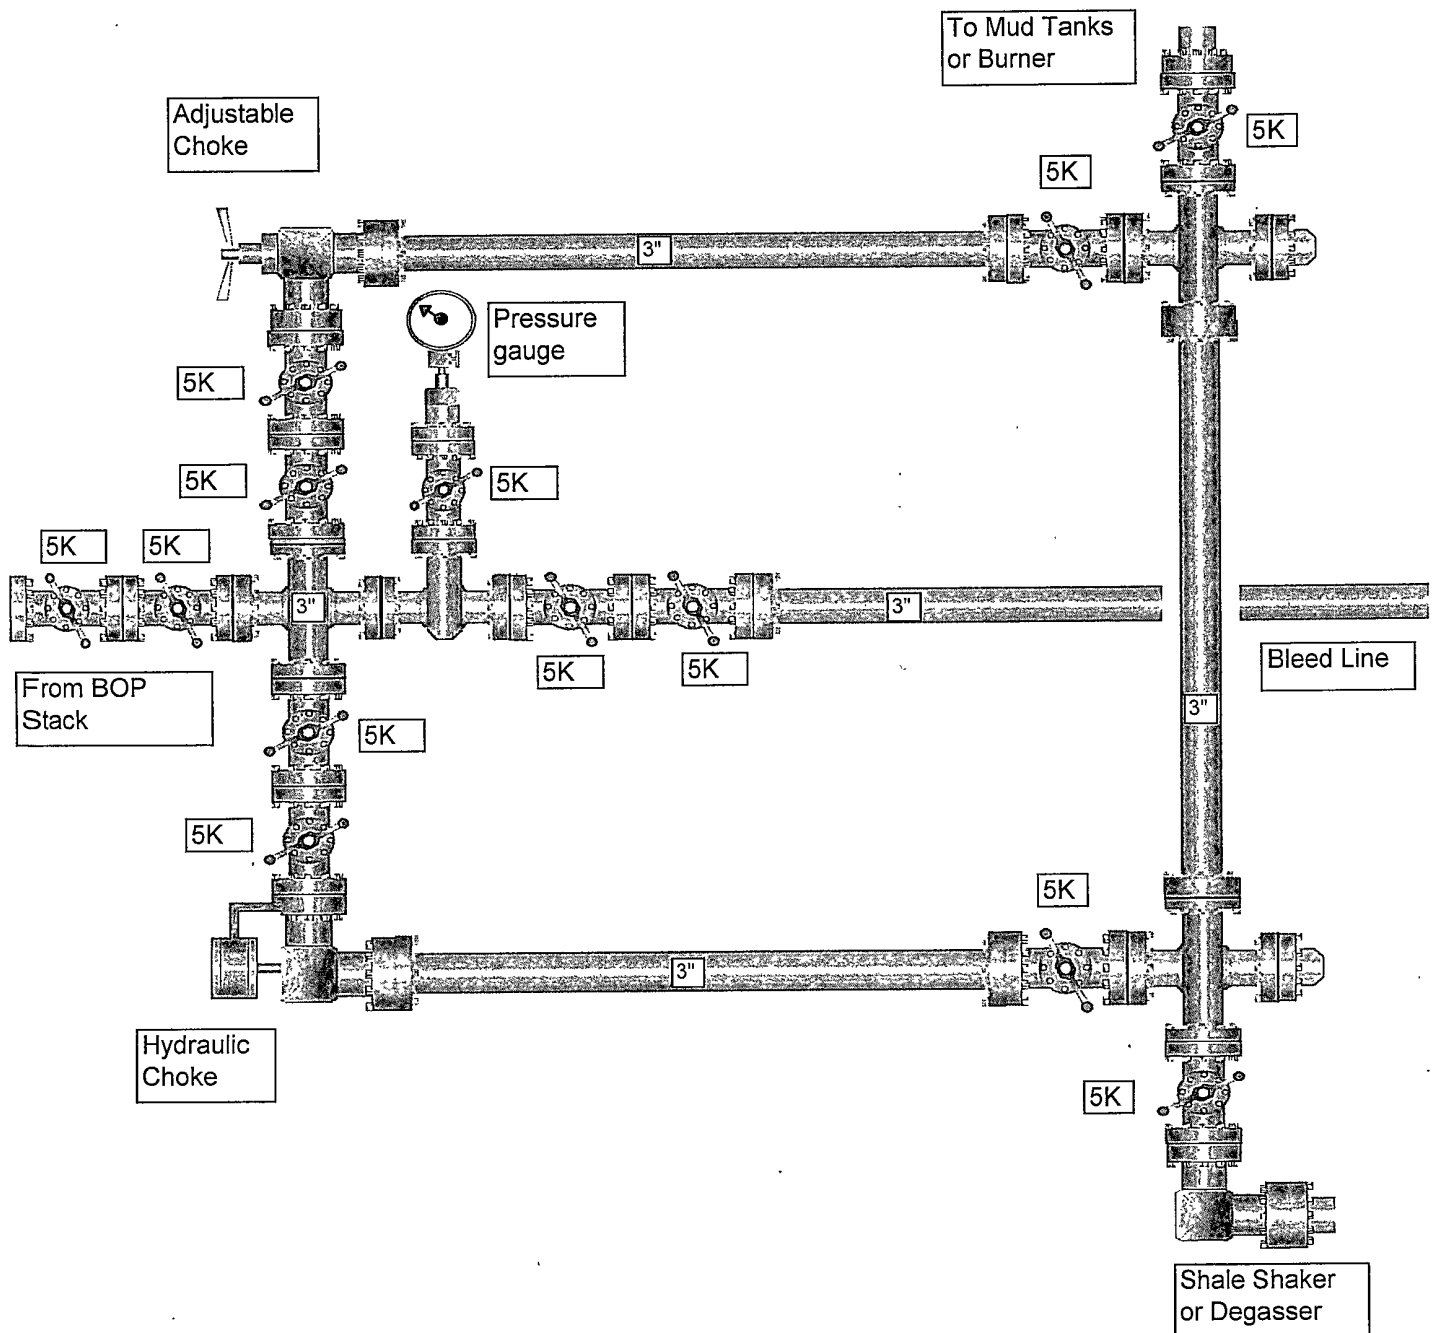 To Mud Tanks
or Burner
Adjustable
Choke
5K
5K
3"
Pressure
gauge
5K
5K
5K
5K
5K
3"
3"
5K
5K
Bleed Line
From BOP
Stack
3"
5K
5K
5K
3"
Hydraulic
Choke
5K
Shale Shaker
or Degasser